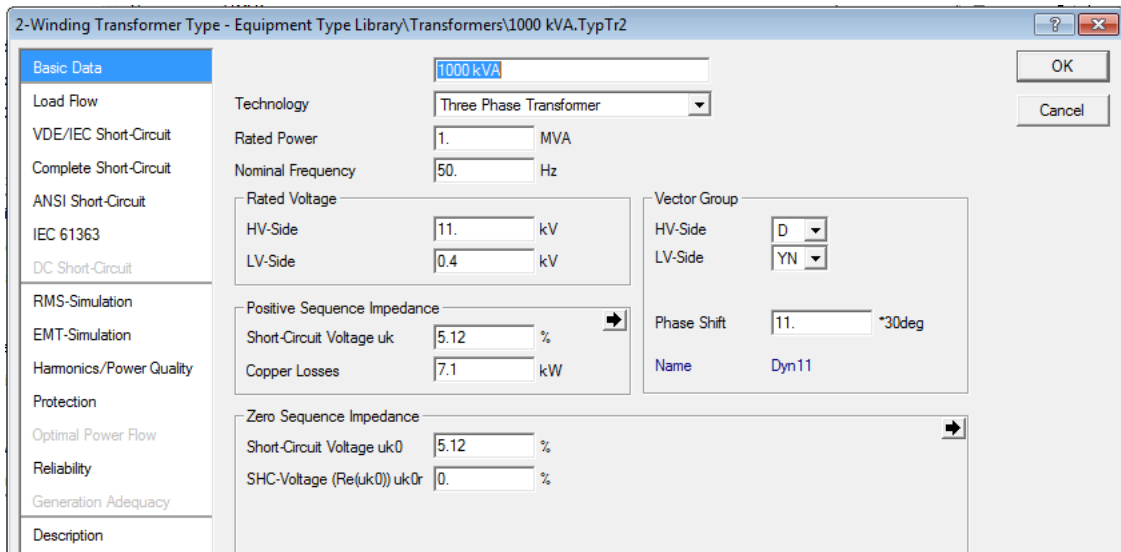 2-Winding Transformer Type - Equipment Type Library\Transformers\1000 kVA.TypTr2
Basic Data
Load Flow
VDE/IEC Short-Circuit
Complete Short-Circuit
ANSI Short-Circuit
IEC 61363
DC Short-Circuit
RMS-Simulation
EMT-Simulation
Harmonics/Power Quality
Protection
Optimal Power Flow
Reliability
Generation Adequacy
Description
1000 kVA
Technology Three Phase Transformer
Rated Power 1. MVA
Nominal Frequency 50. Hz
Rated Voltage
HV-Side 11. kV
LV-Side 0.4 kV
Vector Group
HV-Side D
LV-Side YN
Phase Shift 11. *30deg
Name Dyn11
Positive Sequence Impedance
Short-Circuit Voltage uk 5.12 %
Copper Losses 7.1 kW
Zero Sequence Impedance
Short-Circuit Voltage uk0 5.12 %
SHC-Voltage (Re(uk0)) uk0r 0. %
OK
Cancel